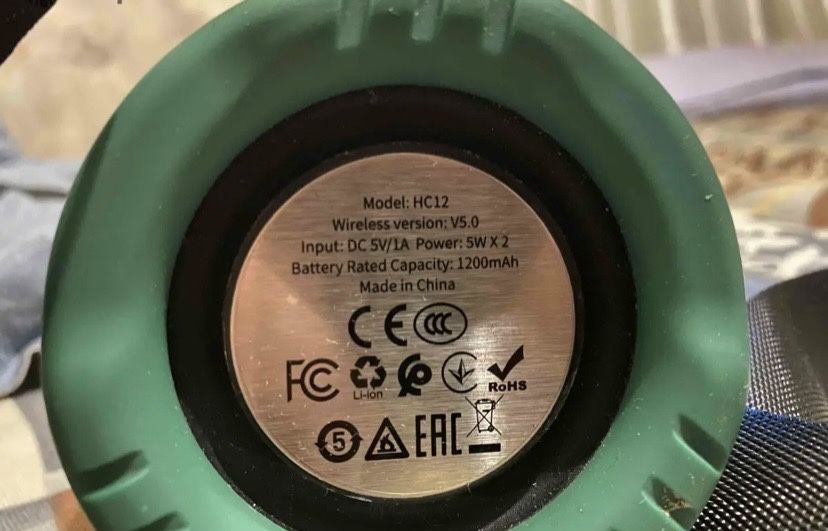 Model: HC12
Wireless version: V5.0
Input: DC 5V/1A Power: 5W X 2
Battery Rated Capacity: 1200mAh
Made in China
CE CCC
FC Li-ion RoHS
5 K EAC